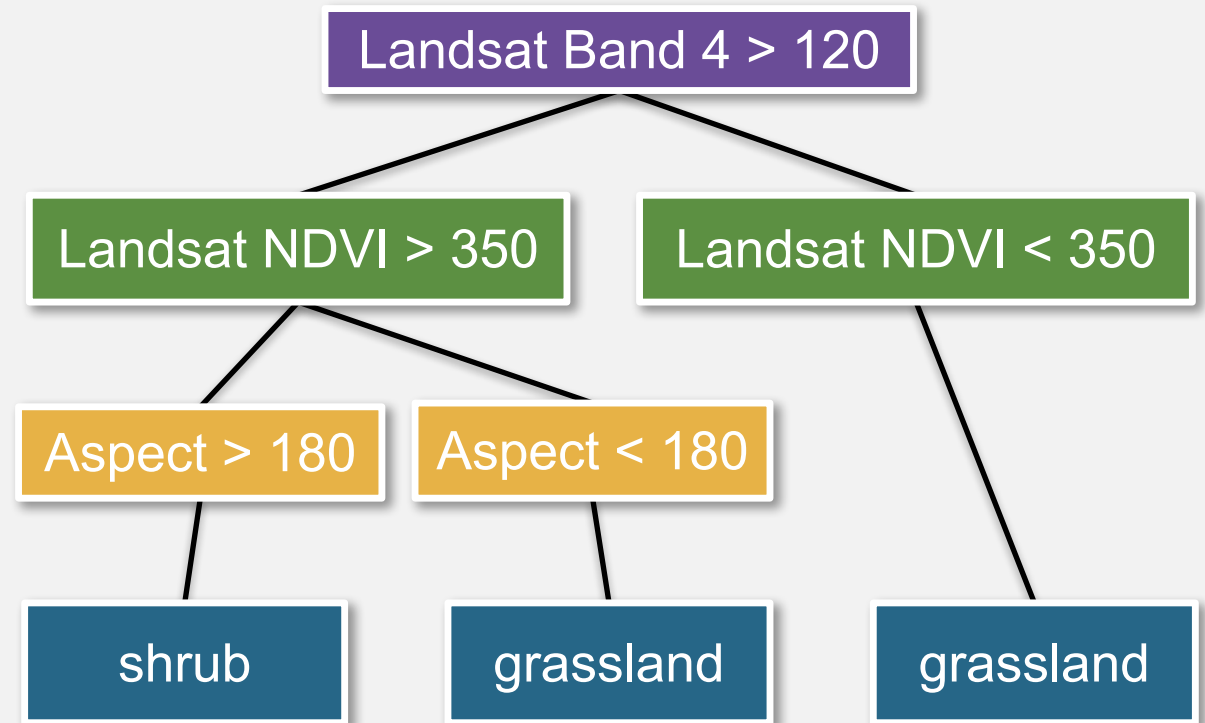 Landsat Band 4 > 120
Landsat NDVI > 350
Landsat NDVI < 350
Aspect > 180
Aspect < 180
shrub
grassland
grassland